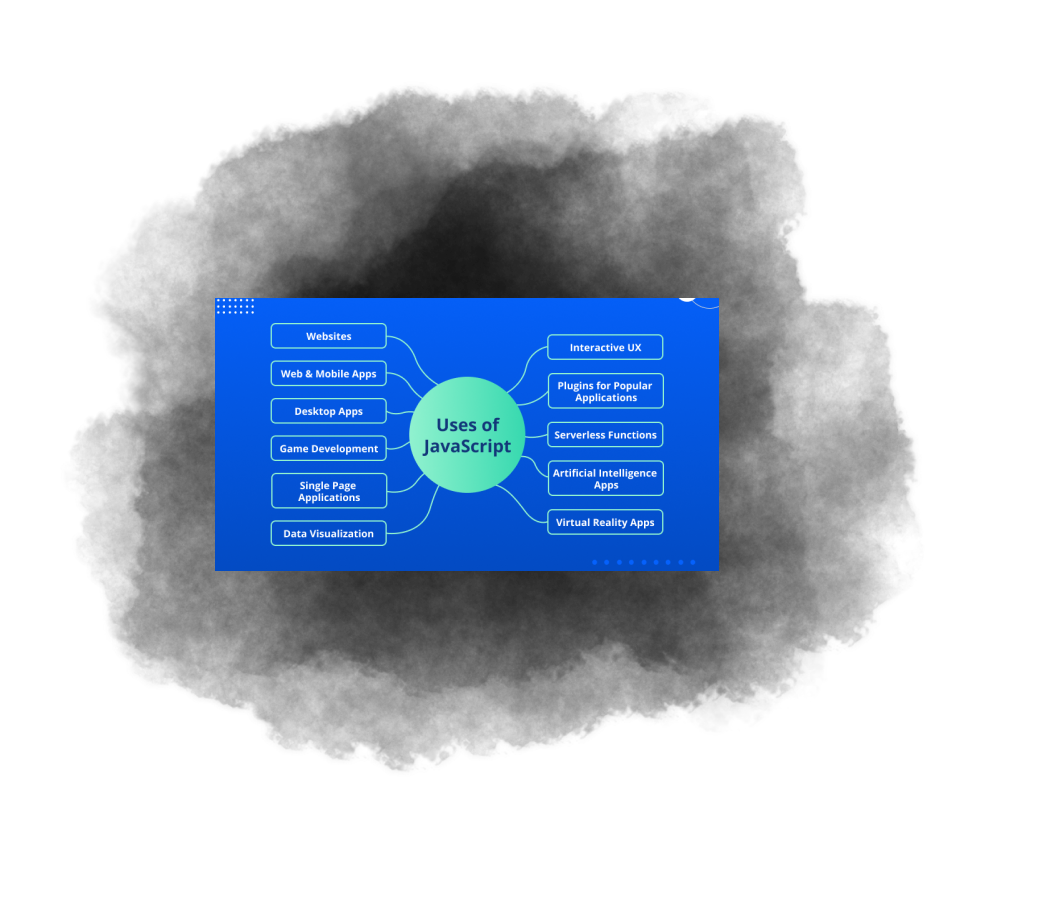 Websites
Web & Mobile Apps
Desktop Apps
Game Development
Single Page
Applications
Data Visualization
Uses of
JavaScript
Interactive UX
Plugins for Popular
Applications
Serverless Functions
Artificial Intelligence
Apps
Virtual Reality Apps